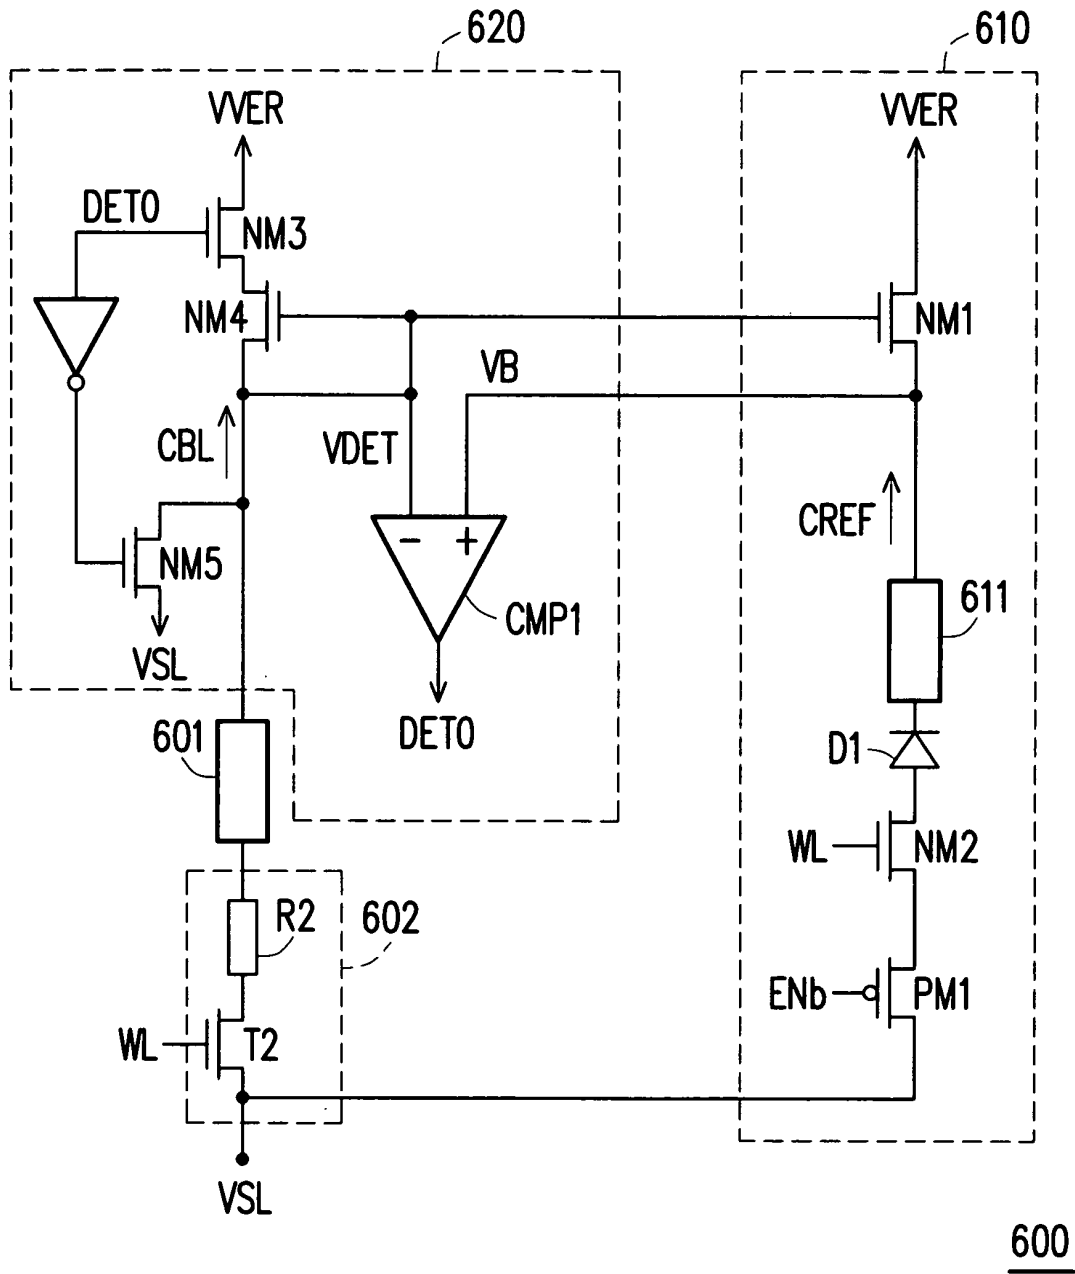 620
610
VVER
VVER
DETO
NM3
NM4
NM1
VB
CBL
VDET
CREF
NM5
- +
CMP1
611
VSL
601
DETO
D1
WL
NM2
R2
602
ENb
PM1
WL
T2
VSL
600